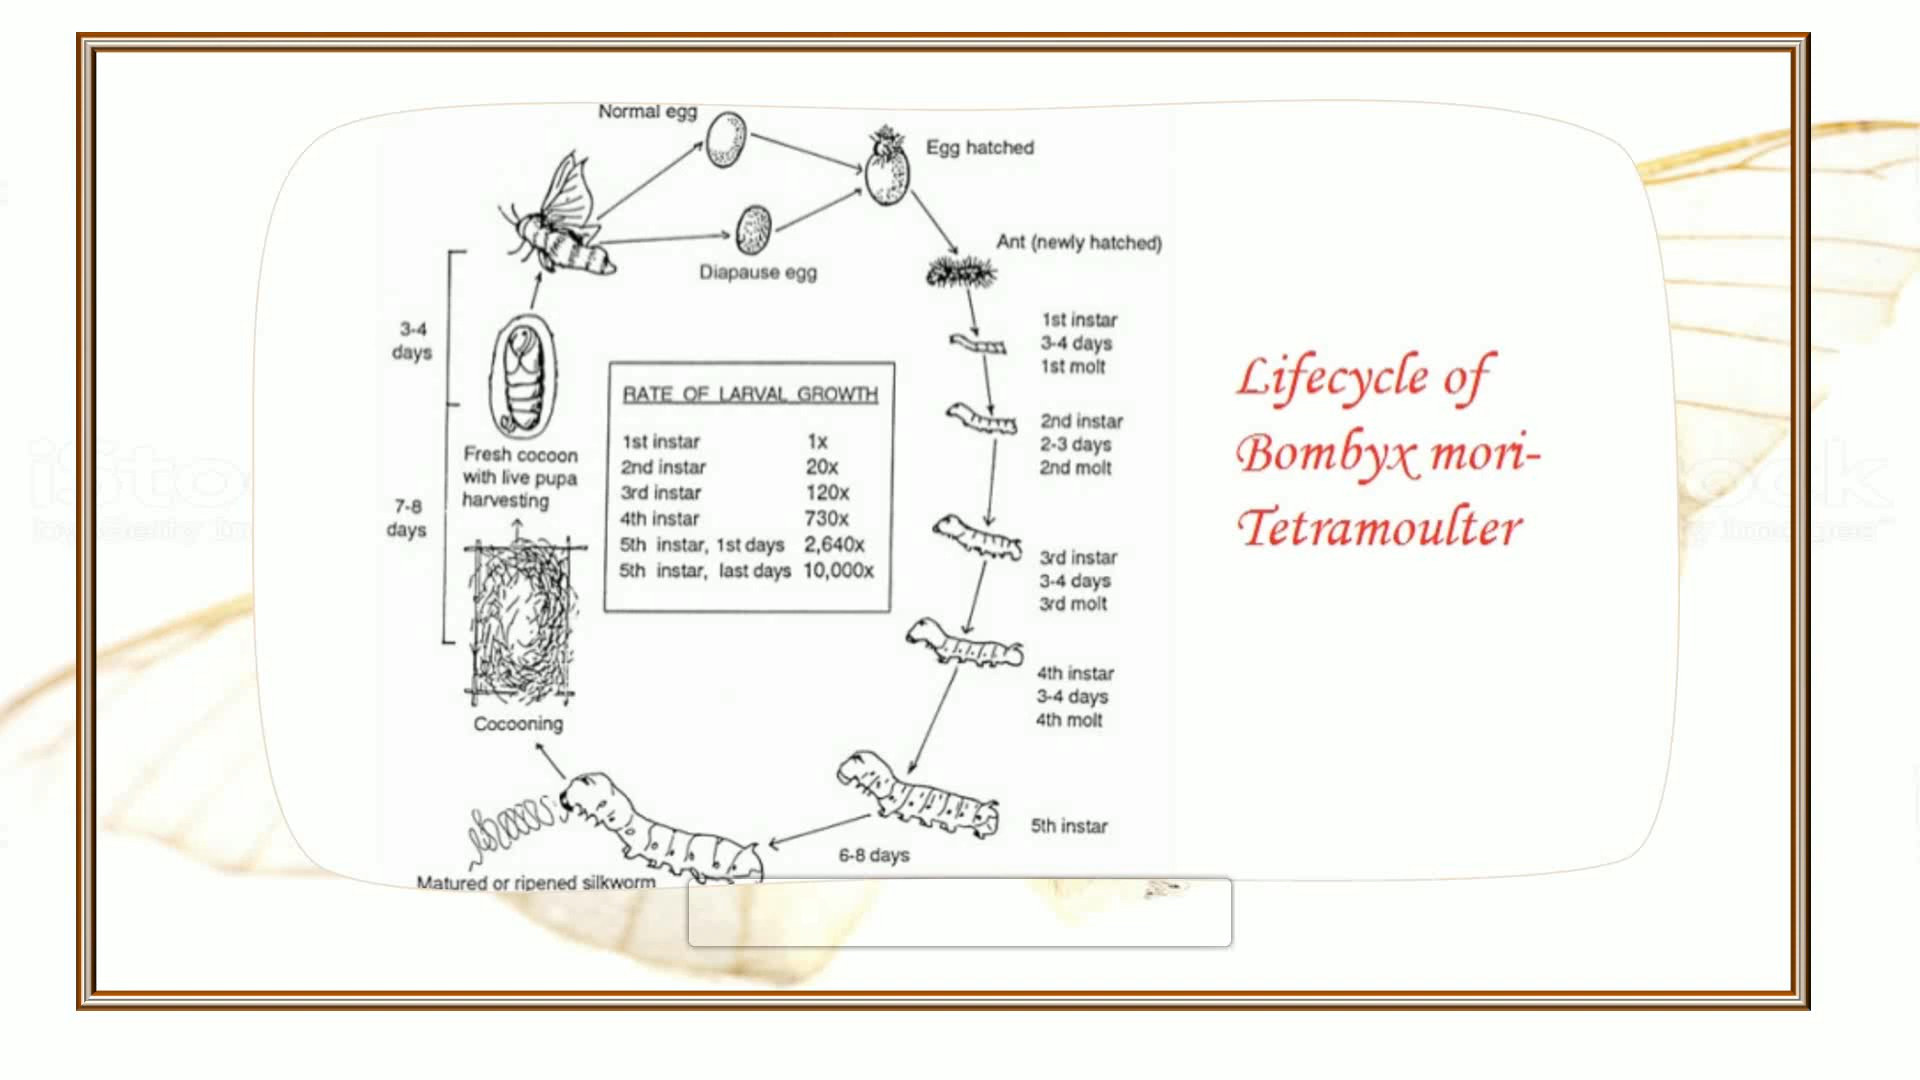 Normal egg
Egg hatched
Diapause egg
Ant (newly hatched)
1st instar
3-4 days
1st molt
2nd instar
2-3 days
2nd molt
3rd instar
3-4 days
3rd molt
4th instar
3-4 days
4th molt
5th instar
6-8 days
Matured or ripened silkworm
Cocooning
7-8
days
Fresh cocoon
with live pupa
harvesting
3-4
days
RATE OF LARVAL GROWTH
1st instar 1x
2nd instar 20x
3rd instar 120x
4th instar 730x
5th instar, 1st days 2,640x
5th instar, last days 10,000x
Lifecycle of
Bombyx mori-
Tetramoulter